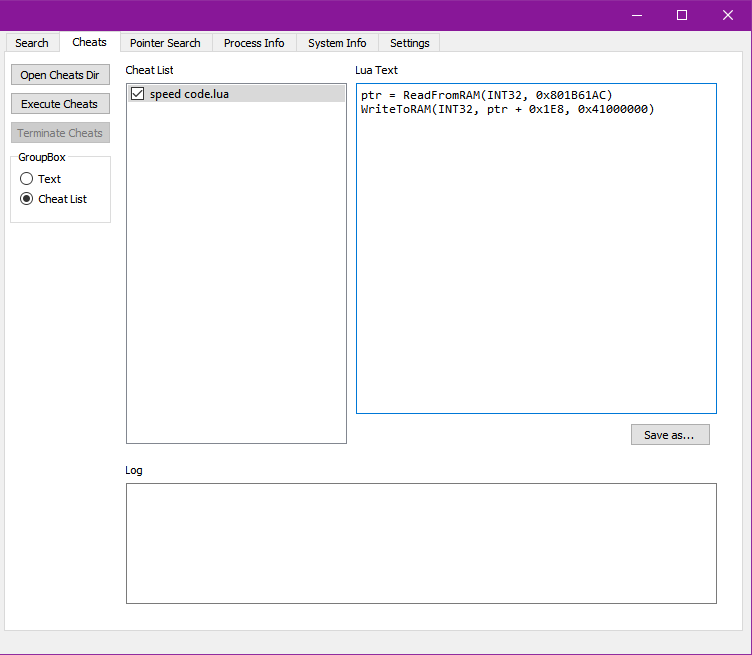 Search Cheats Pointer Search Process Info System Info Settings
Open Cheats Dir
Execute Cheats
Terminate Cheats
GroupBox
Text
Cheat List
Cheat List
speed code.lua
Lua Text
ptr = ReadFromRAM(INT32, 0x801B61AC)
WriteToRAM(INT32, ptr + 0x1E8, 0x41000000)
Save as...
Log